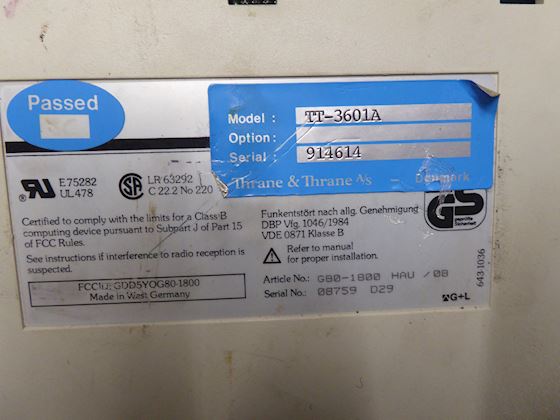 Passed
Model : TT-3601A
Option:
Serial: 914614
Thrane & Thrane A/s - Denmark
E75282
UL478
LR 63292
C 22.2 No 220
Certified to comply with the limits for a Class B
computing device pursuant to Subpart J of Part 15
of FCC Rules.
See instructions if interference to radio reception is
suspected.
FCC ID: GDD5YOG80-1800
Made in West Germany
Funkentstört nach allg. Genehmigung
DBP Vfg. 1046/1984
VDE 0871 Klasse B
GS
geprüfte
Sicherheit
Refer to manual
for proper installation.
Article No.: G80-1800 HAU /08
Serial No.: 08759 D29
G+L
643-1036